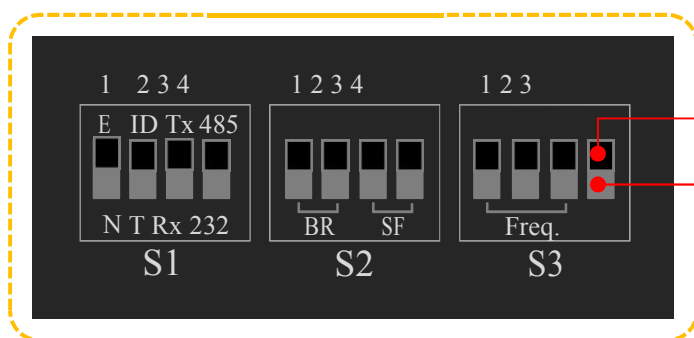 1 2 3 4 1 2 3 4 1 2 3
E ID Tx 485
N T Rx 232 BR SF Freq.
S1 S2 S3